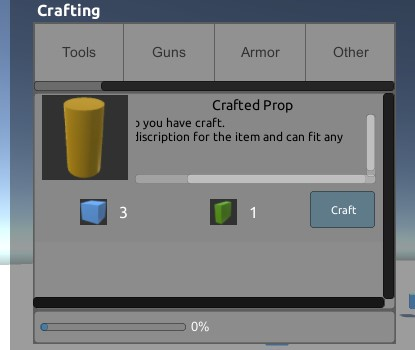 Crafting
Tools
Guns
Armor
Other
Crafted Prop
you have craft.
discription for the item and can fit any
3
1
Craft
0%